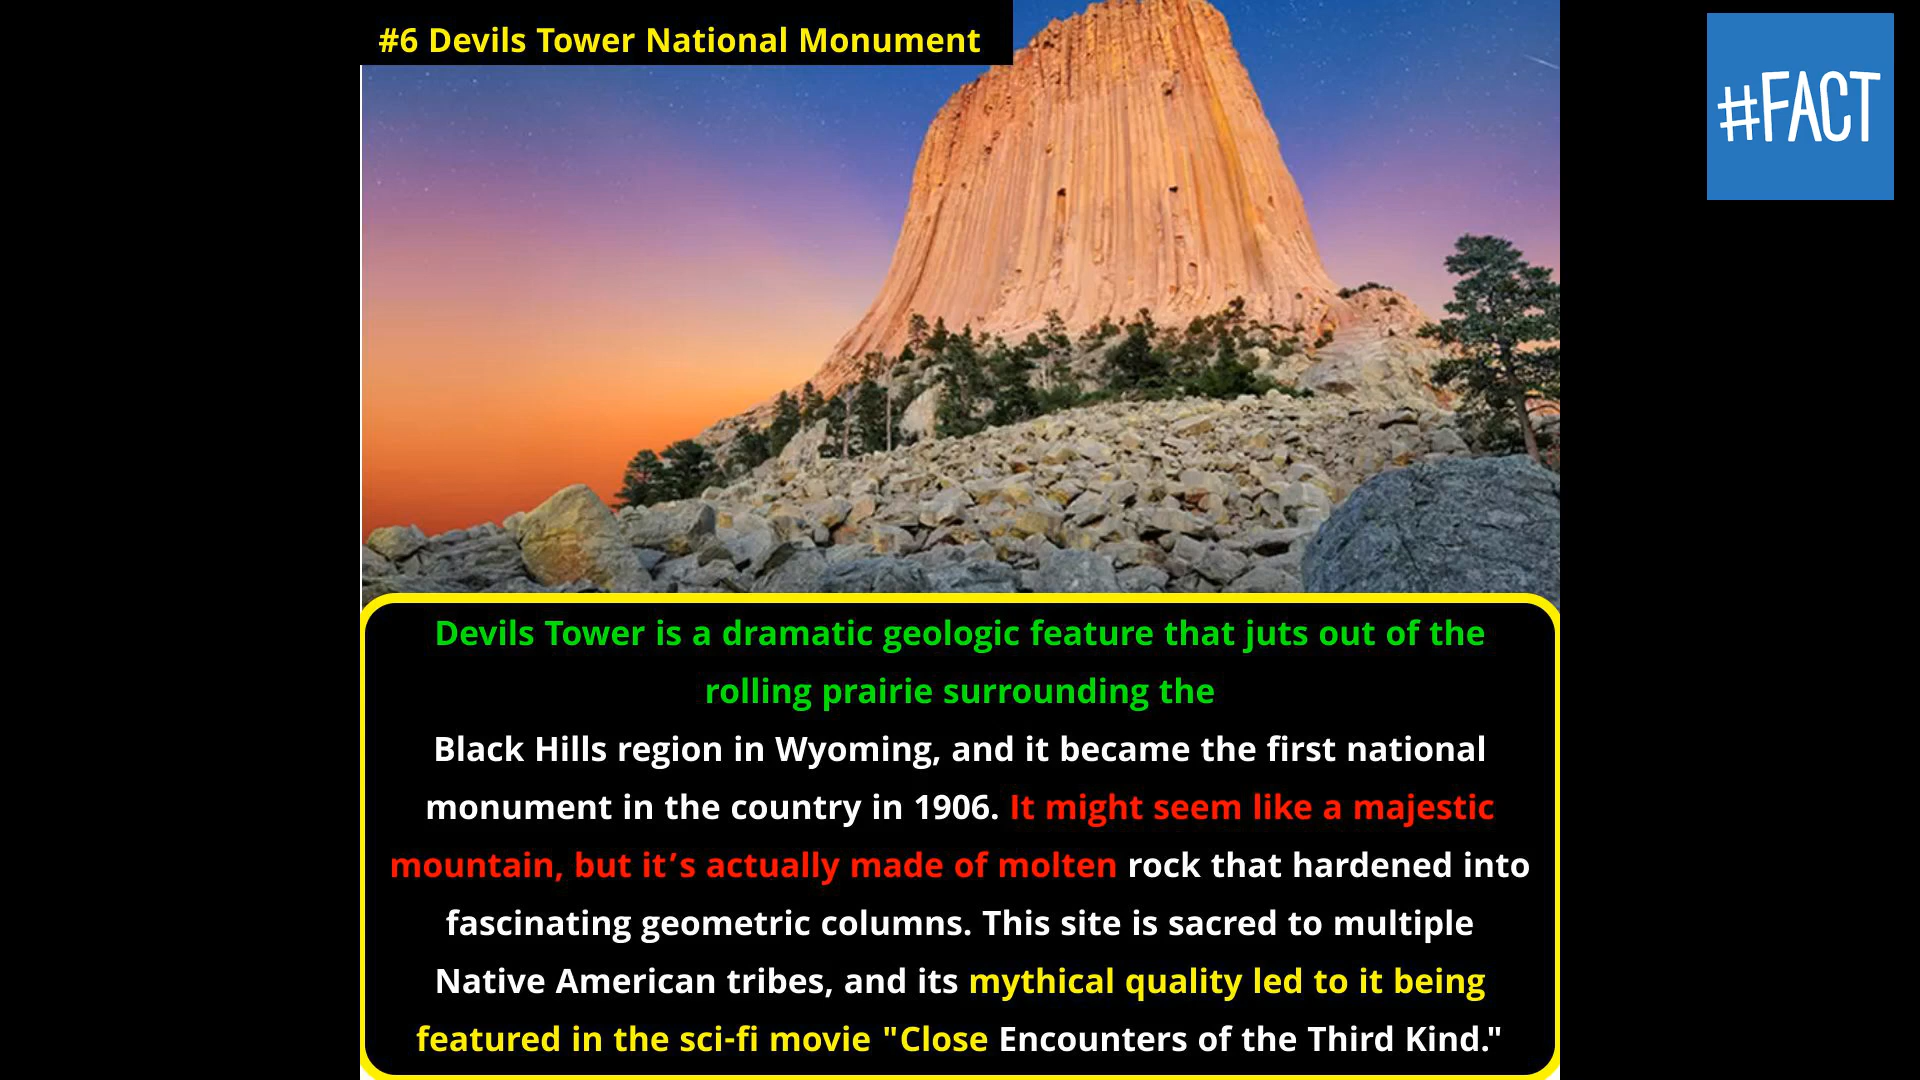 #6 Devils Tower National Monument
#FACT
Devils Tower is a dramatic geologic feature that juts out of the
rolling prairie surrounding the
Black Hills region in Wyoming, and it became the first national
monument in the country in 1906. It might seem like a majestic
mountain, but it’s actually made of molten rock that hardened into
fascinating geometric columns. This site is sacred to multiple
Native American tribes, and its mythical quality led to it being
featured in the sci-fi movie "Close Encounters of the Third Kind."